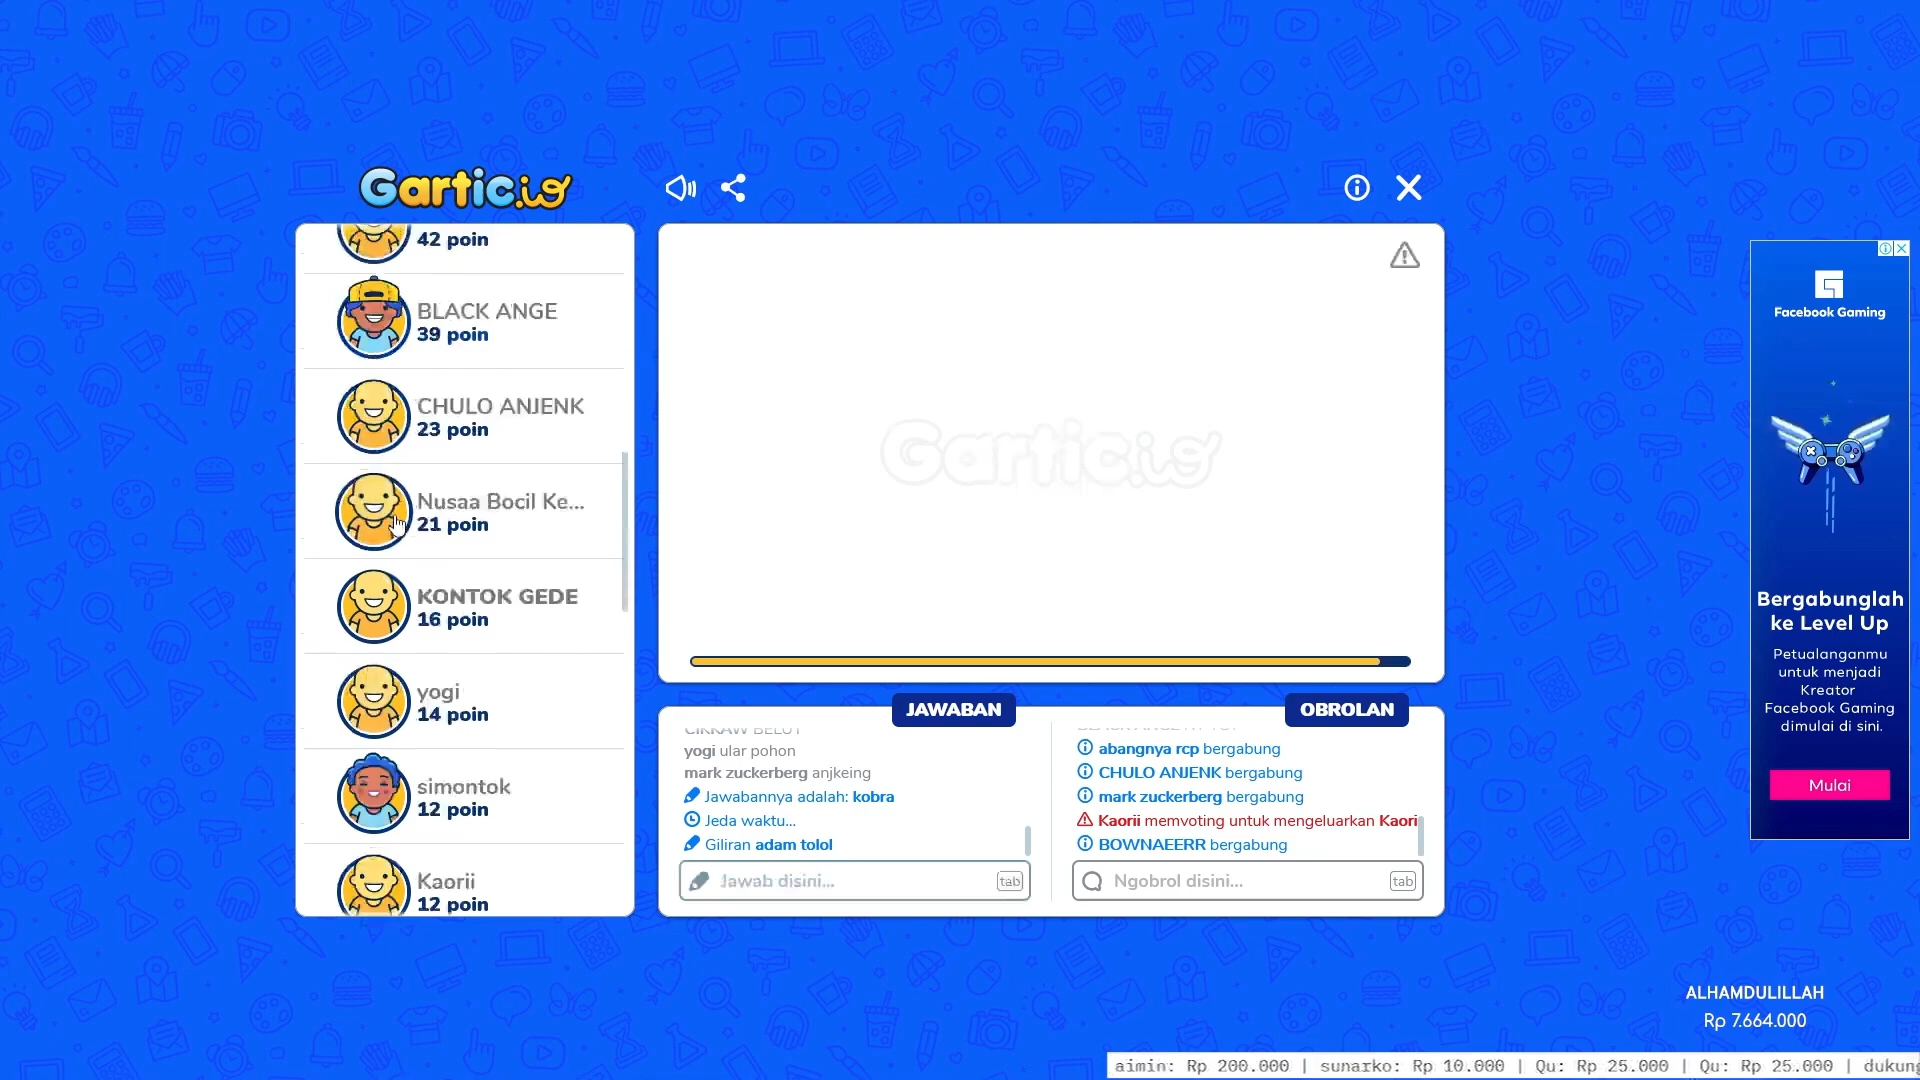 Gartic.io
42 poin
BLACK ANGE
39 poin
CHULO ANJENK
23 poin
Nusaa Bocil Ke...
21 poin
KONTOK GEDE
16 poin
yogi
14 poin
simontok
12 poin
Kaorii
12 poin
Gartic.io
JAWABAN
CIKKAW BELUT
yogi ular pohon
mark zuckerberg anjkeing
Jawabannya adalah: kobra
Jeda waktu...
Giliran adam tolol
Jawab disini...
tab
OBROLAN
abangnya rcp bergabung
CHULO ANJENK bergabung
mark zuckerberg bergabung
Kaorii memvoting untuk mengeluarkan Kaori
BOWNAEERR bergabung
Ngobrol disini...
tab
Facebook Gaming
Bergabunglah
ke Level Up
Petualanganmu
untuk menjadi
Kreator
Facebook Gaming
dimulai di sini.
Mulai
ALHAMDULILLAH
Rp 7.664.000
aimin: Rp 200.000 | sunarko: Rp 10.000 | Qu: Rp 25.000 | Qu: Rp 25.000 | dukung